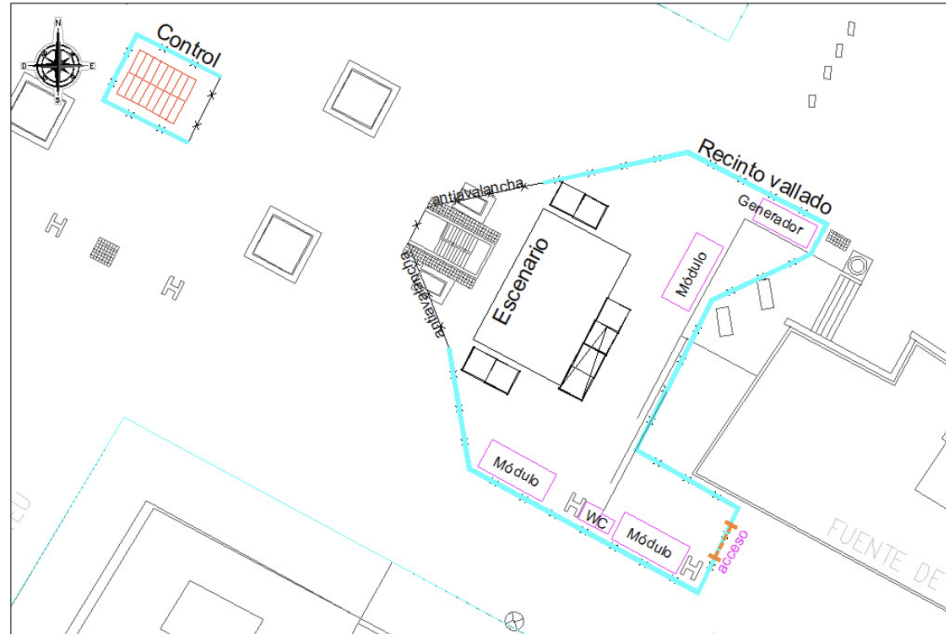 N
Control
O
E
S
Recinto vallado
antiavalancha
Generador
Escenario
Módulo
antiavalancha
Módulo
WC
Módulo
acceso
FUENTE DE